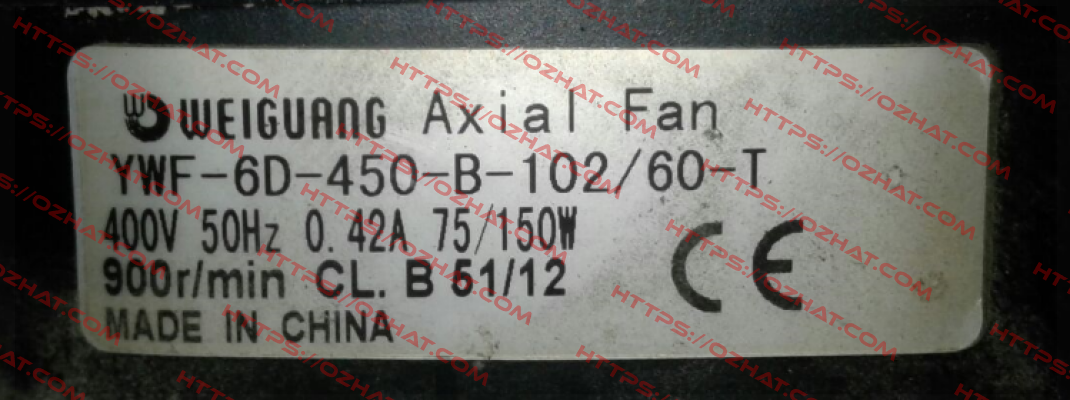 WEIGUANG Axial Fan
YWF-6D-450-B-102/60-T
400V 50Hz 0.42A 75/150W
900r/min CL. B 51/12
MADE IN CHINA
CE
HTTPS://OZHAT.COM